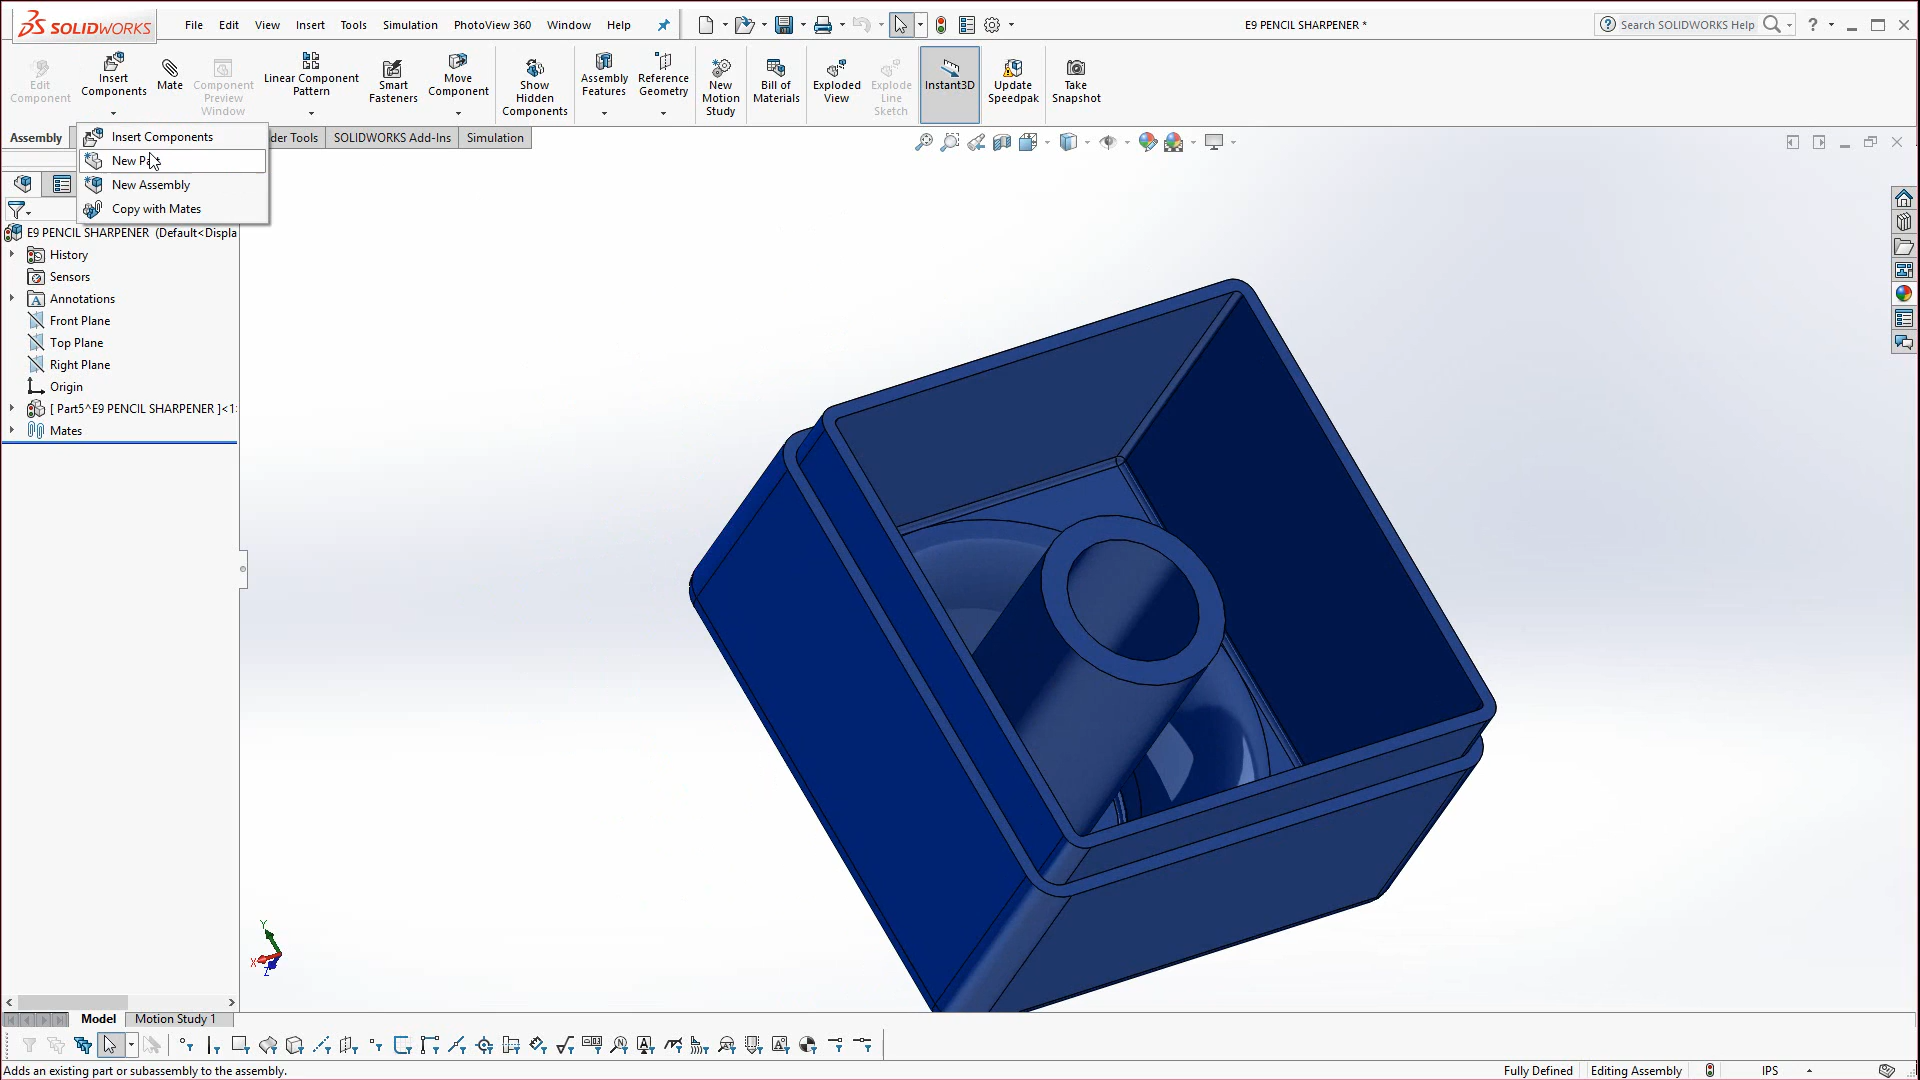 SOLIDWORKS
File Edit View Insert Tools Simulation PhotoView 360 Window Help
E9 PENCIL SHARPENER *
Search SOLIDWORKS Help
?
Edit Component
Insert Components
Mate
Component Preview Window
Linear Component Pattern
Smart Fasteners
Move Component
Show Hidden Components
Assembly Features
Reference Geometry
New Motion Study
Bill of Materials
Exploded View
Explode Line Sketch
Instant3D
Update Speedpak
Take Snapshot
Assembly
der Tools
SOLIDWORKS Add-Ins
Simulation
Insert Components
New
New Assembly
Copy with Mates
E9 PENCIL SHARPENER (Default<Displa
History
Sensors
Annotations
Front Plane
Top Plane
Right Plane
Origin
[ Part5^E9 PENCIL SHARPENER ]<1>
Mates
Y
X
Z
Model
Motion Study 1
Adds an existing part or subassembly to the assembly.
Fully Defined
Editing Assembly
IPS